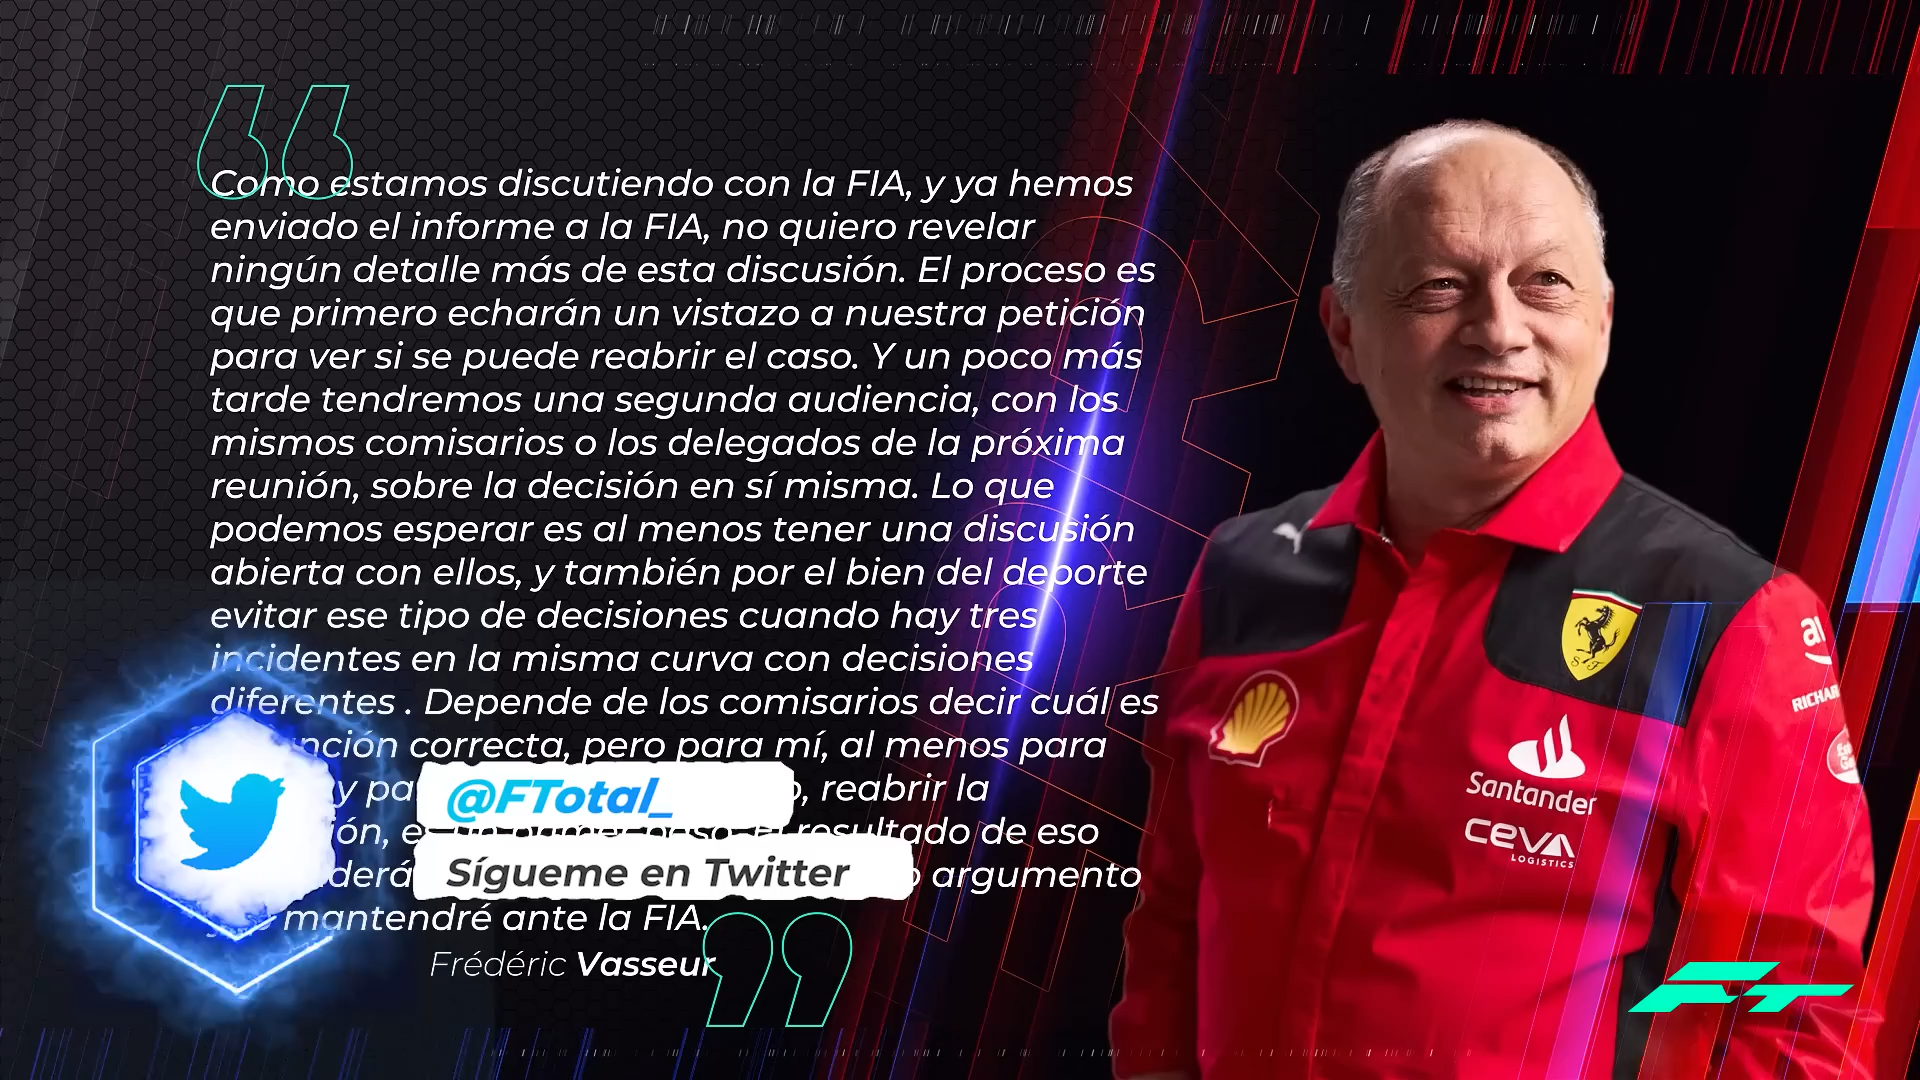 Como estamos discutiendo con la FIA, y ya hemos
enviado el informe a la FIA, no quiero revelar
ningún detalle más de esta discusión. El proceso es
que primero echarán un vistazo a nuestra petición
para ver si se puede reabrir el caso. Y un poco más
tarde tendremos una segunda audiencia, con los
mismos comisarios o los delegados de la próxima
reunión, sobre la decisión en sí misma. Lo que
podemos esperar es al menos tener una discusión
abierta con ellos, y también por el bien del deporte
evitar ese tipo de decisiones cuando hay tres
incidentes en la misma curva con decisiones
diferentes . Depende de los comisarios decir cuál es
correcta, pero para mí, al menos para
y reabrir la
un primer paso. El resultado de eso
argumento
mantendré ante la FIA.
Frédéric Vasseur
@FTotal_
Sígueme en Twitter
Santander
CEVA
LOGISTICS
RICHAR
FT